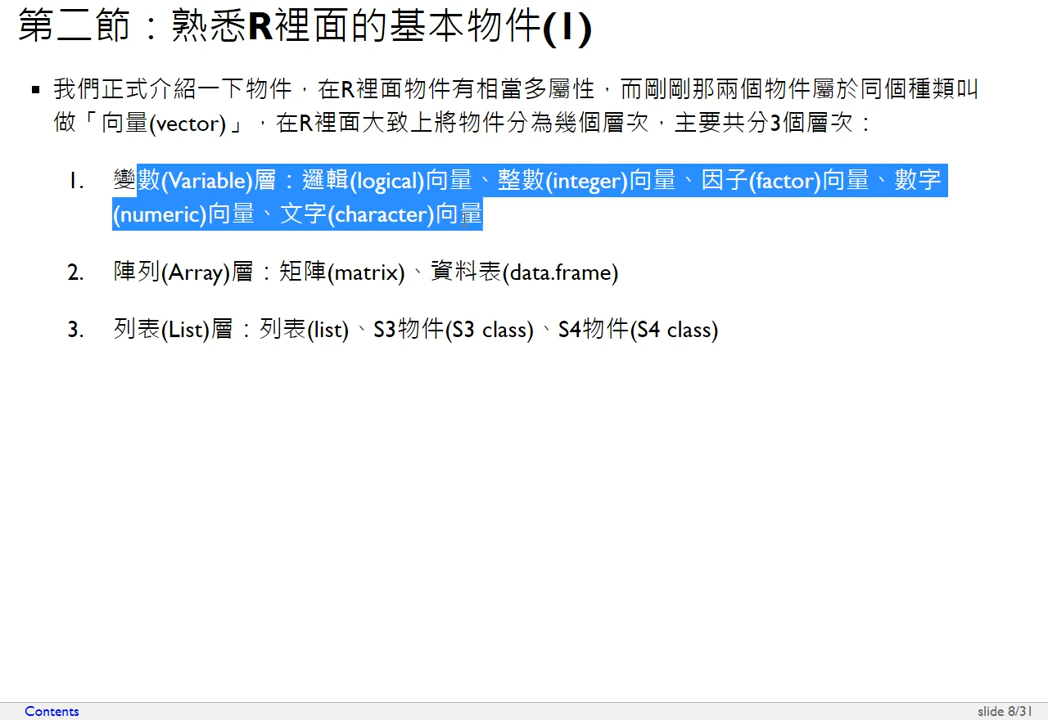 第二節：熟悉R裡面的基本物件(1)
▪ 我們正式介紹一下物件，在R裡面物件有相當多屬性，而剛剛那兩個物件屬於同個種類叫
做「向量(vector)」，在R裡面大致上將物件分為幾個層次，主要共分3個層次：
1. 變數(Variable)層：邏輯(logical)向量、整數(integer)向量、因子(factor)向量、數字
(numeric)向量、文字(character)向量
2. 陣列(Array)層：矩陣(matrix)、資料表(data.frame)
3. 列表(List)層：列表(list)、S3物件(S3 class)、S4物件(S4 class)
Contents
slide 8/31